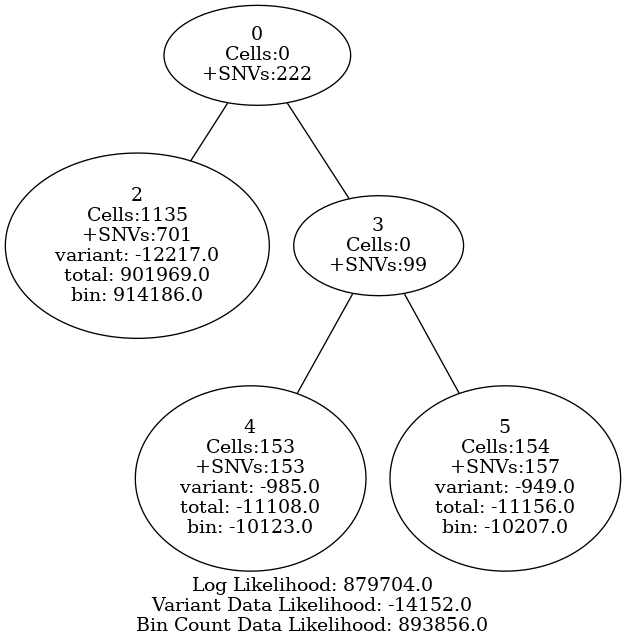 0
Cells:0
+SNVs:222
2
Cells:1135
+SNVs:701
variant: -12217.0
total: 901969.0
bin: 914186.0
3
Cells:0
+SNVs:99
4
Cells:153
+SNVs:153
variant: -985.0
total: -11108.0
bin: -10123.0
5
Cells:154
+SNVs:157
variant: -949.0
total: -11156.0
bin: -10207.0
Log Likelihood: 879704.0
Variant Data Likelihood: -14152.0
Bin Count Data Likelihood: 893856.0